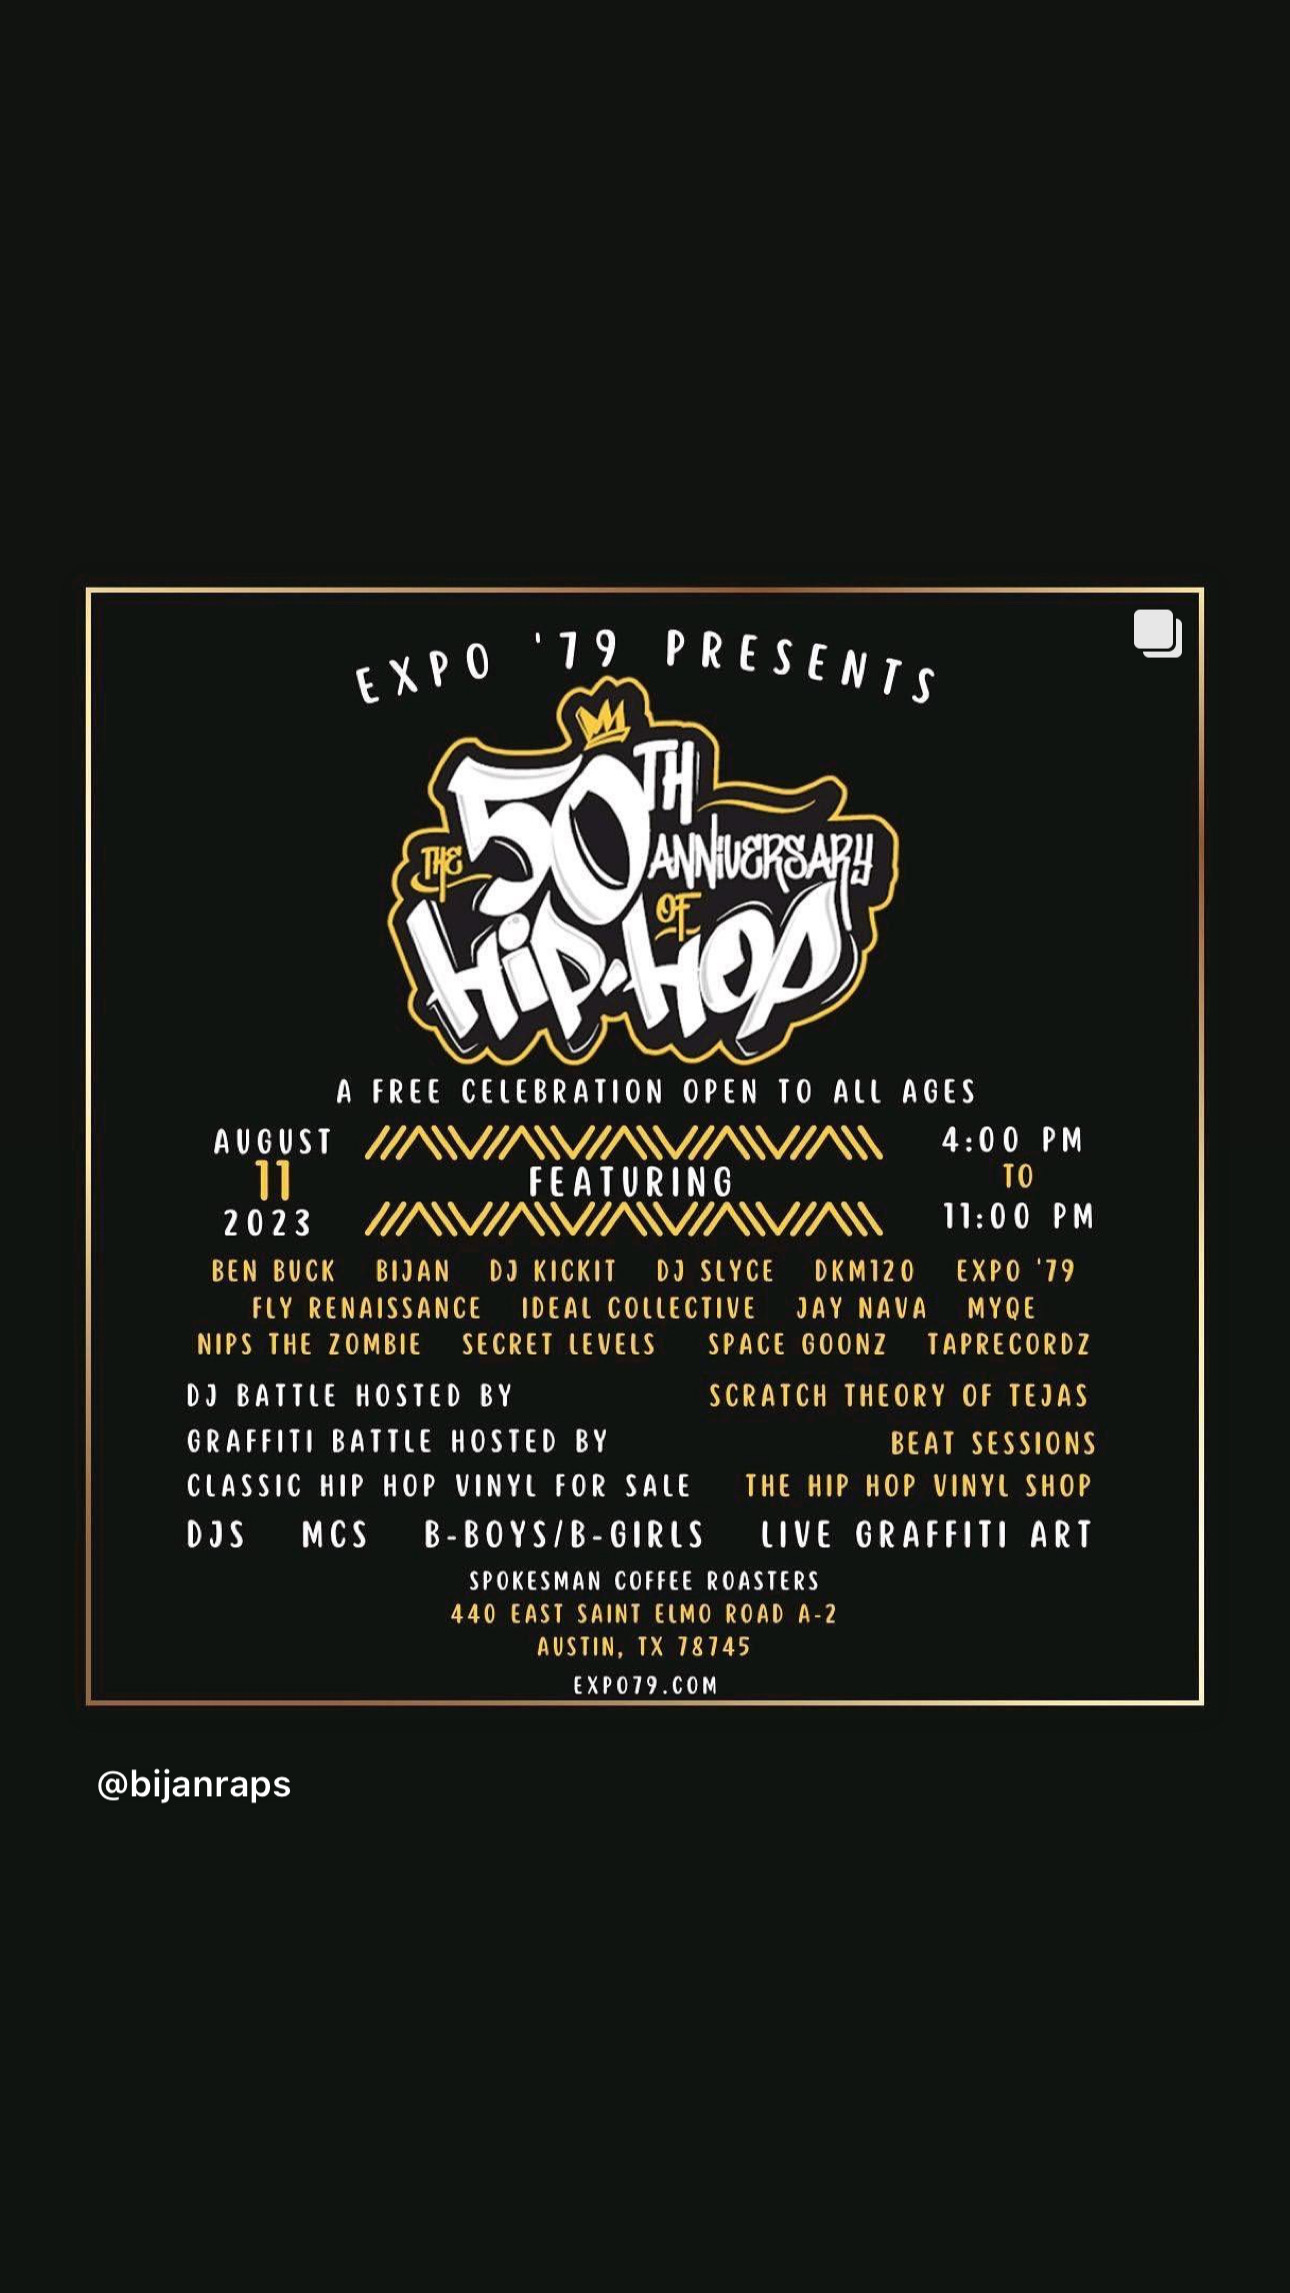 EXPO '79 PRESENTS
THE 50TH
ANNIVERSARY
OF
HIP-HOP
A FREE CELEBRATION OPEN TO ALL AGES
AUGUST
11
2023
FEATURING
4:00 PM
TO
11:00 PM
BEN BUCK BIJAN DJ KICKIT DJ SLYCE DKM120 EXPO '79
FLY RENAISSANCE IDEAL COLLECTIVE JAY NAVA MYQE
NIPS THE ZOMBIE SECRET LEVELS SPACE GOONZ TAPRECORDZ
DJ BATTLE HOSTED BY SCRATCH THEORY OF TEJAS
GRAFFITI BATTLE HOSTED BY BEAT SESSIONS
CLASSIC HIP HOP VINYL FOR SALE THE HIP HOP VINYL SHOP
DJS MCS B-BOYS/B-GIRLS LIVE GRAFFITI ART
SPOKESMAN COFFEE ROASTERS
440 EAST SAINT ELMO ROAD A-2
AUSTIN, TX 78745
EXPO79.COM
@bijanraps